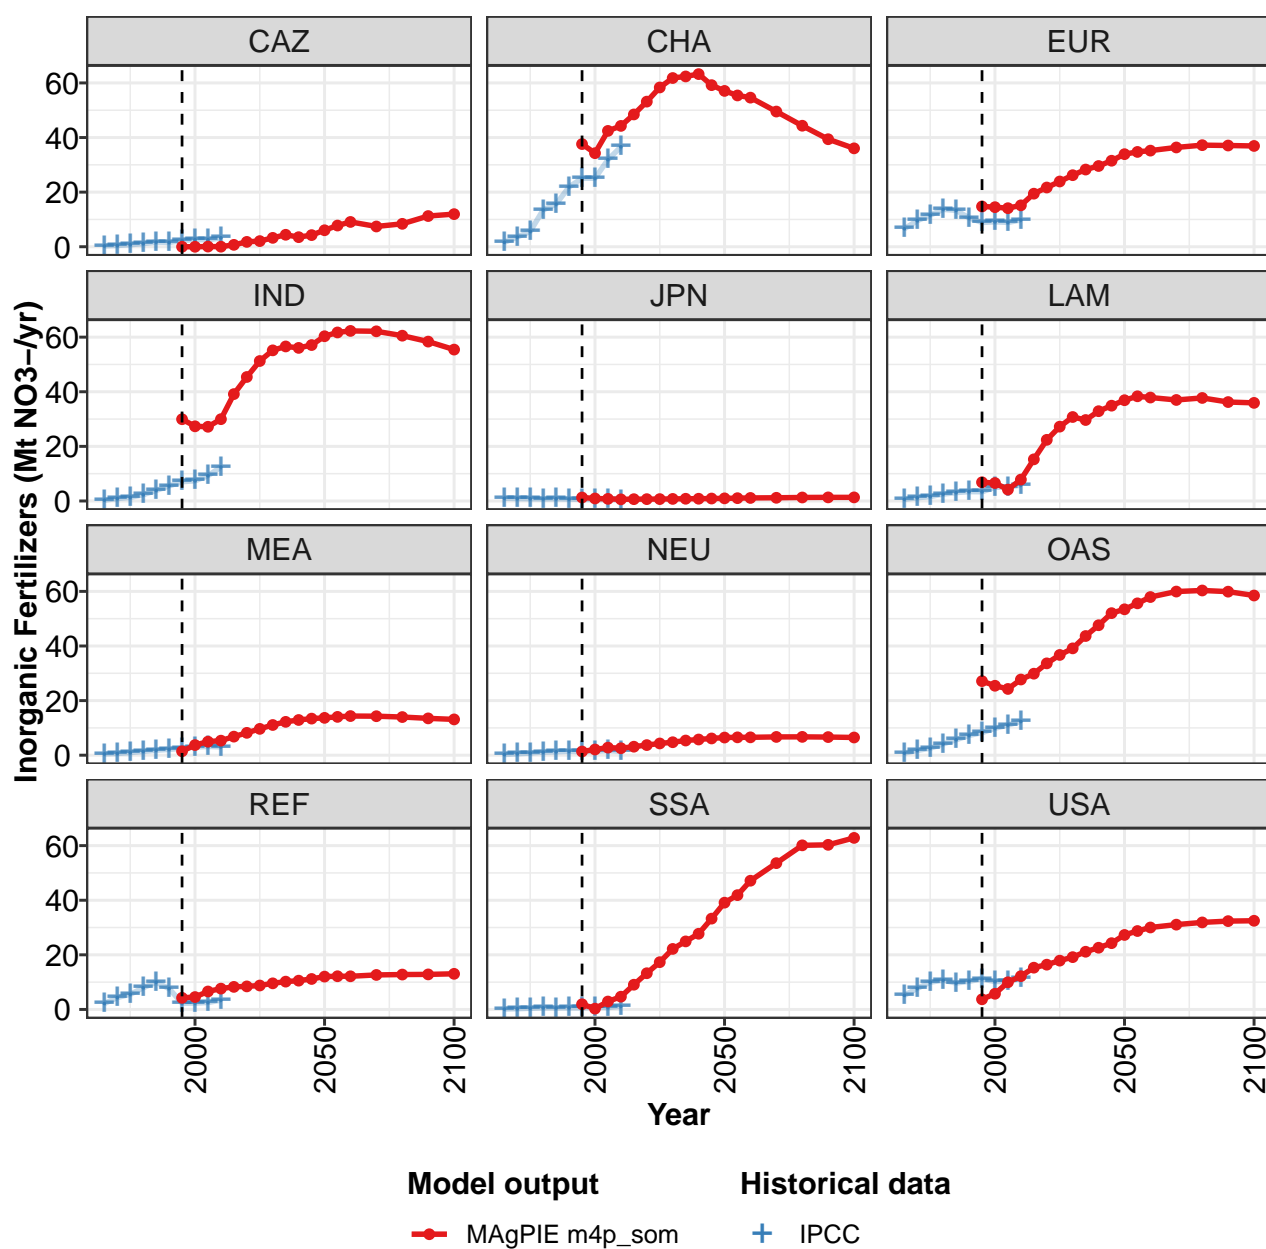 CAZ CHA EUR
60
40
20
0
IND JPN LAM
60
40
20
0
MEA NEU OAS
60
40
20
0
REF SSA USA
60
40
20
0
2000 2050 2100 2000 2050 2100 2000 2050 2100
Inorganic Fertilizers (Mt NO3−/yr)
Year
Model output Historical data
MAgPIE m4p_som IPCC